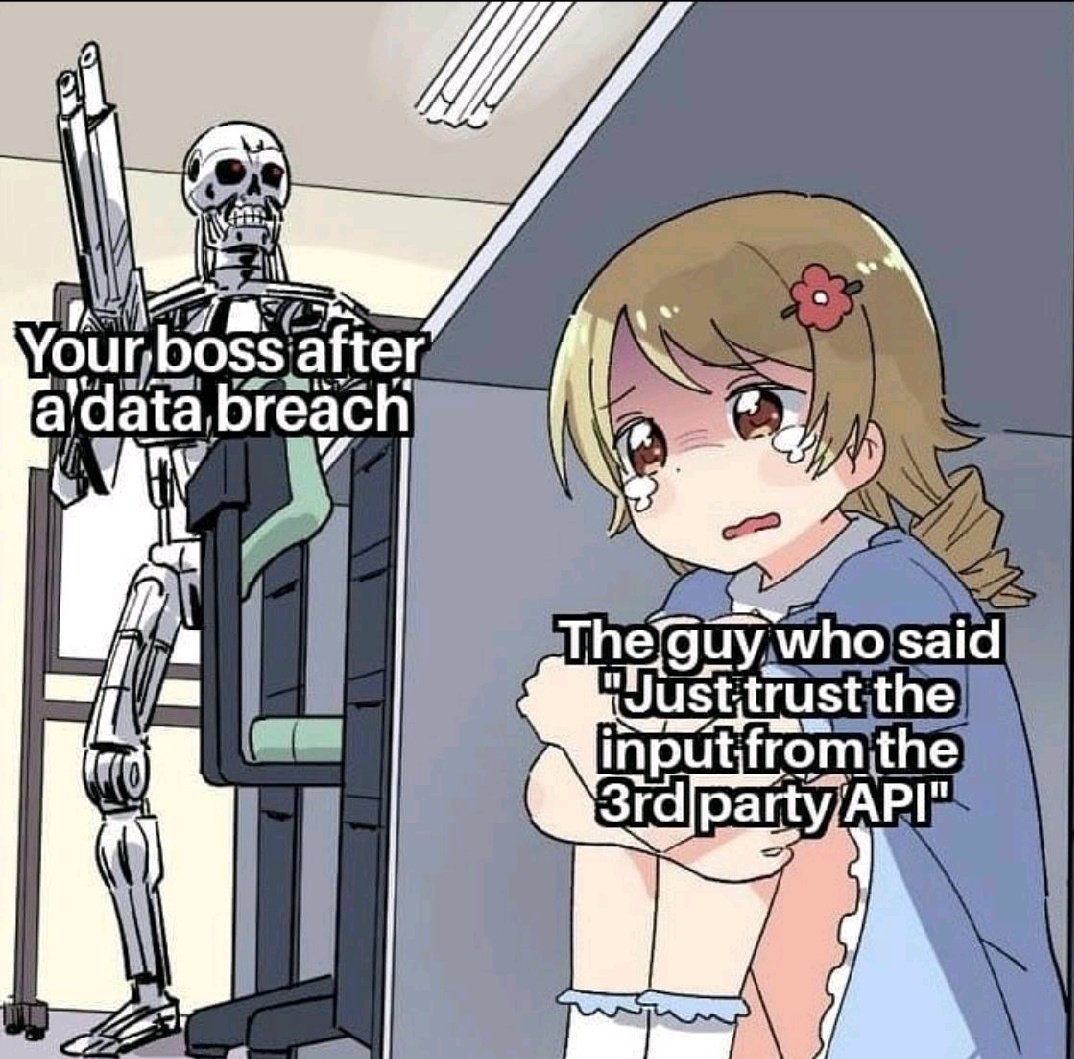 Your boss after
a data breach
The guy who said
"Just trust the
input from the
3rd party API"